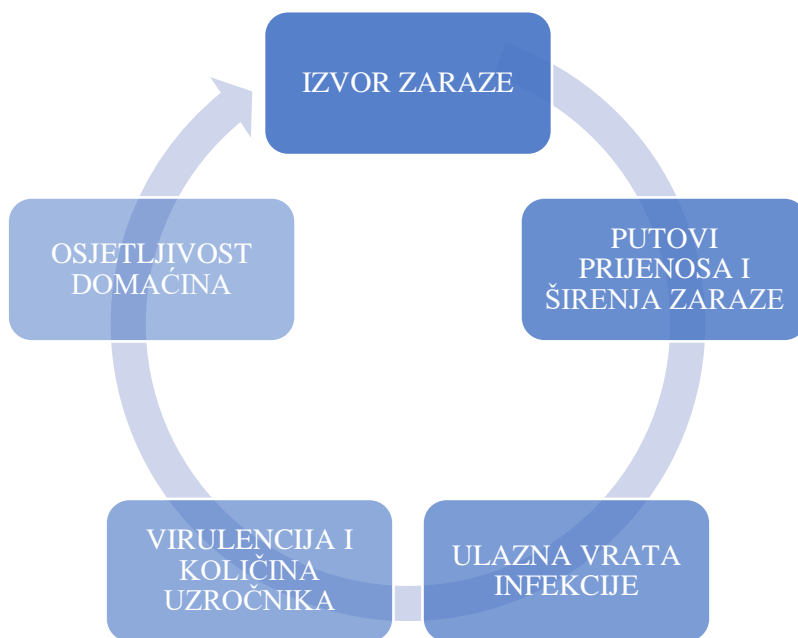 IZVOR ZARAZE
PUTOVI
PRIJENOSA I
ŠIRENJA ZARAZE
ULAZNA VRATA
INFEKCIJE
VIRULENCIJA I
KOLIČINA
UZROČNIKA
OSJETLJIVOST
DOMAĆINA